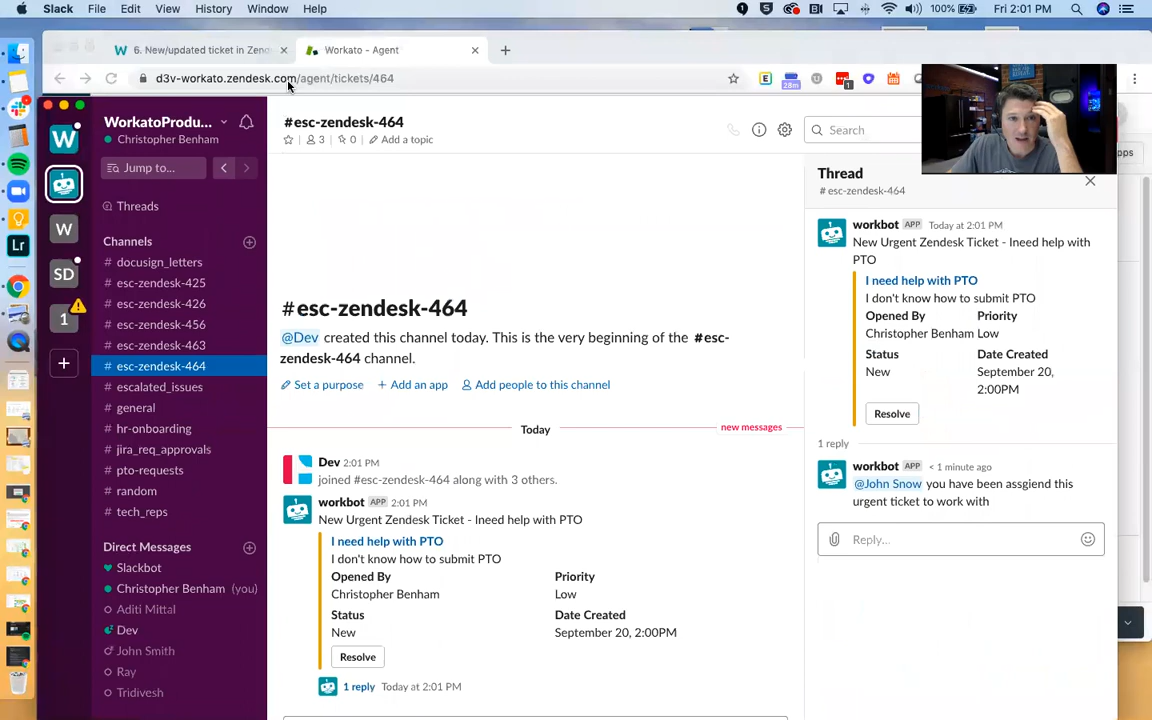 Slack File Edit View History Window Help
100% Fri 2:01 PM
6. New/updated ticket in Zend
Workato - Agent
d3v-workato.zendesk.com/agent/tickets/464
28m
1
WorkatoProdu...
Christopher Benham
Jump to...
Threads
Channels
# docusign_letters
# esc-zendesk-425
# esc-zendesk-426
# esc-zendesk-456
# esc-zendesk-463
# esc-zendesk-464
# escalated_issues
# general
# hr-onboarding
# jira_req_approvals
# pto-requests
# random
# tech_reps
Direct Messages
Slackbot
Christopher Benham (you)
Aditi Mittal
Dev
John Smith
Ray
Tridivesh
W
SD
1
Lr
#esc-zendesk-464
3 0 Add a topic
Search
#esc-zendesk-464
@Dev created this channel today. This is the very beginning of the #esc-
zendesk-464 channel.
Set a purpose + Add an app Add people to this channel
Today
new messages
Dev 2:01 PM
joined #esc-zendesk-464 along with 3 others.
workbot APP 2:01 PM
New Urgent Zendesk Ticket - Ineed help with PTO
I need help with PTO
I don't know how to submit PTO
Opened By Priority
Christopher Benham Low
Status Date Created
New September 20, 2:00PM
Resolve
1 reply Today at 2:01 PM
Thread
# esc-zendesk-464
workbot APP Today at 2:01 PM
New Urgent Zendesk Ticket - Ineed help with
PTO
I need help with PTO
I don't know how to submit PTO
Opened By Priority
Christopher Benham Low
Status Date Created
New September 20,
2:00PM
Resolve
1 reply
workbot APP < 1 minute ago
@John Snow you have been assgiend this
urgent ticket to work with
Reply...
pps